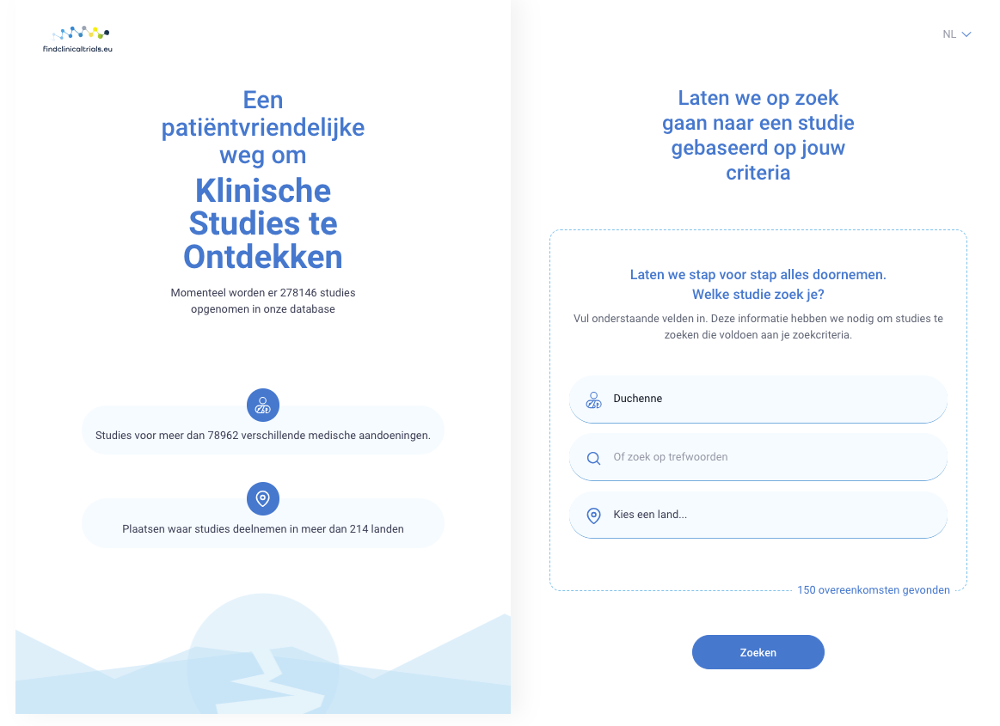 findclinicaltrials.eu
Een
patiëntvriendelijke
weg om
Klinische
Studies te
Ontdekken
Momenteel worden er 278146 studies
opgenomen in onze database
Studies voor meer dan 78962 verschillende medische aandoeningen.
Plaatsen waar studies deelnemen in meer dan 214 landen
NL
Laten we op zoek
gaan naar een studie
gebaseerd op jouw
criteria
Laten we stap voor stap alles doornemen.
Welke studie zoek je?
Vul onderstaande velden in. Deze informatie hebben we nodig om studies te
zoeken die voldoen aan je zoekcriteria.
Duchenne
Of zoek op trefwoorden
Kies een land...
150 overeenkomsten gevonden
Zoeken